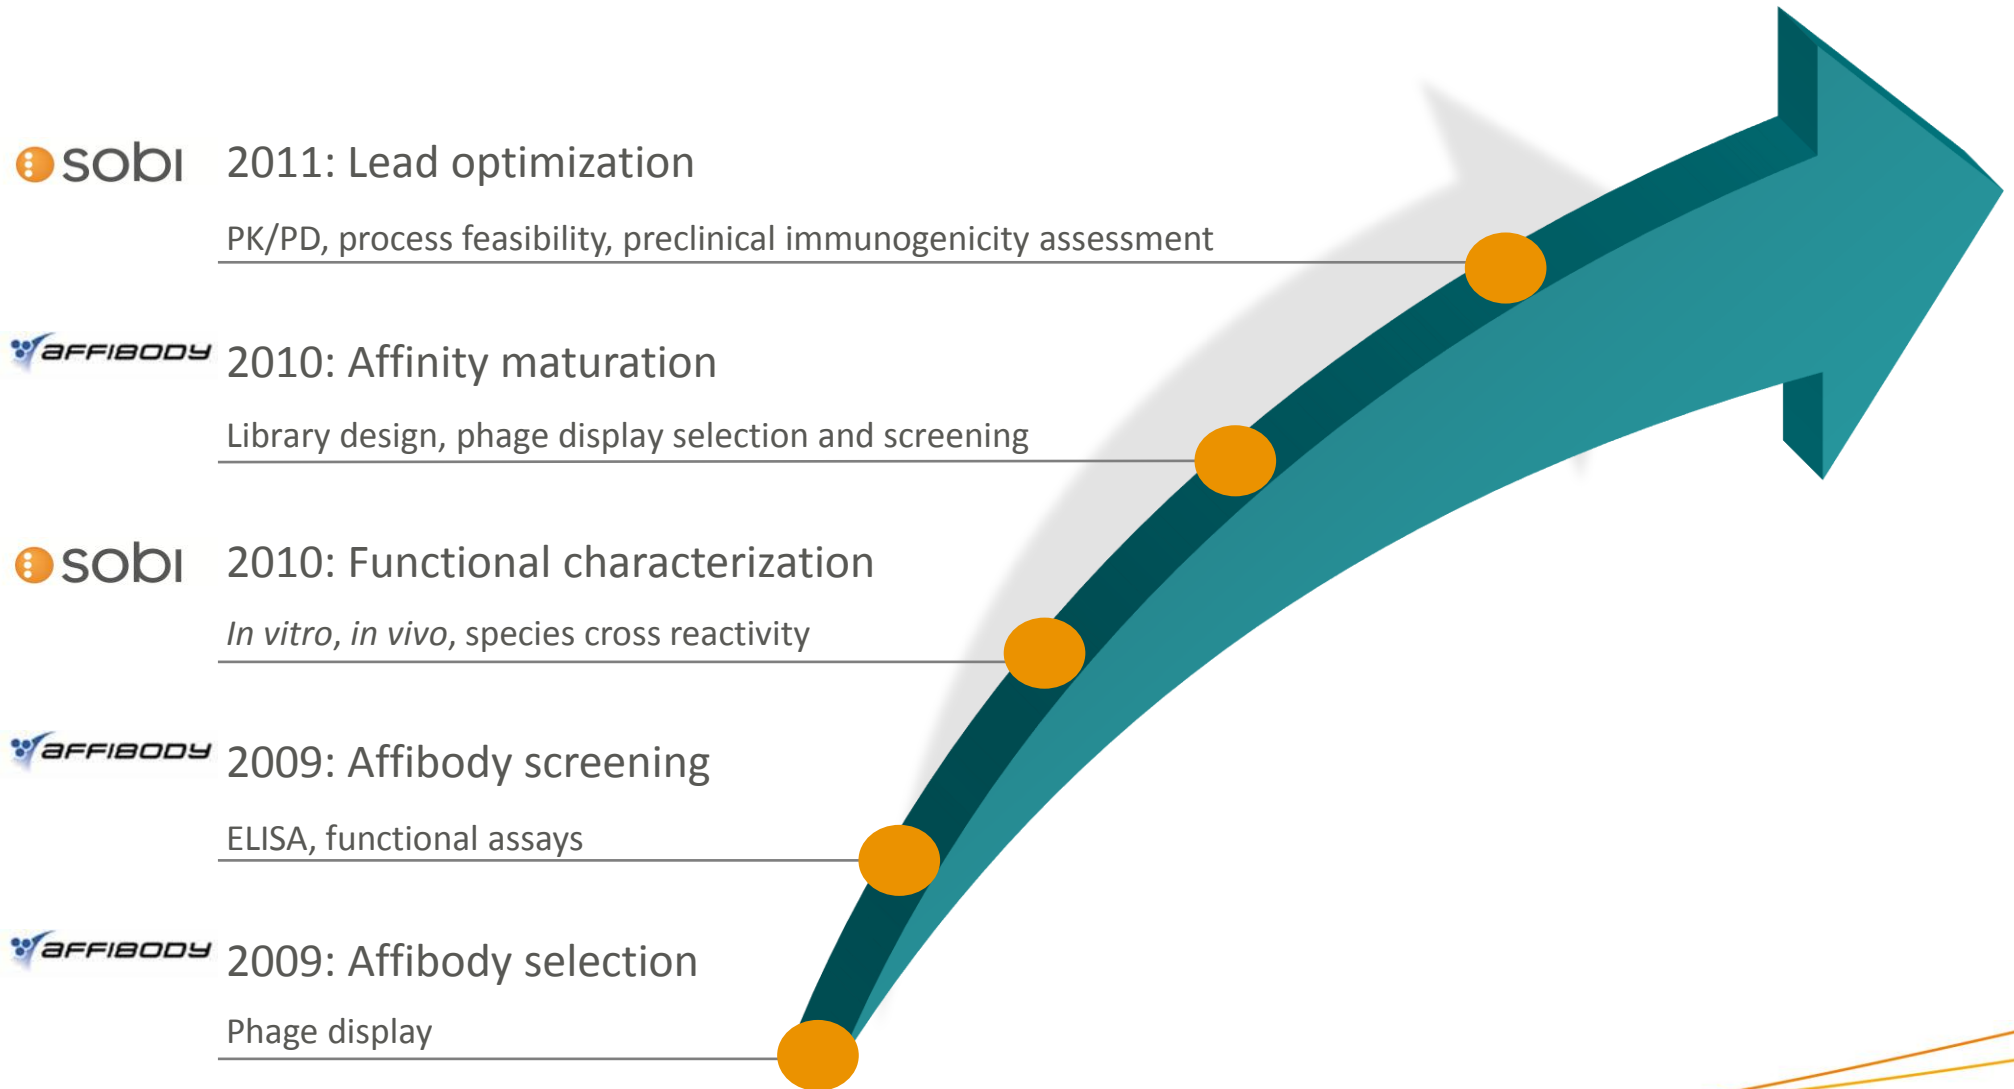 sobi
2011: Lead optimization
PK/PD, process feasibility, preclinical immunogenicity assessment
AFFIBODY
2010: Affinity maturation
Library design, phage display selection and screening
sobi
2010: Functional characterization
In vitro, in vivo, species cross reactivity
AFFIBODY
2009: Affibody screening
ELISA, functional assays
AFFIBODY
2009: Affibody selection
Phage display